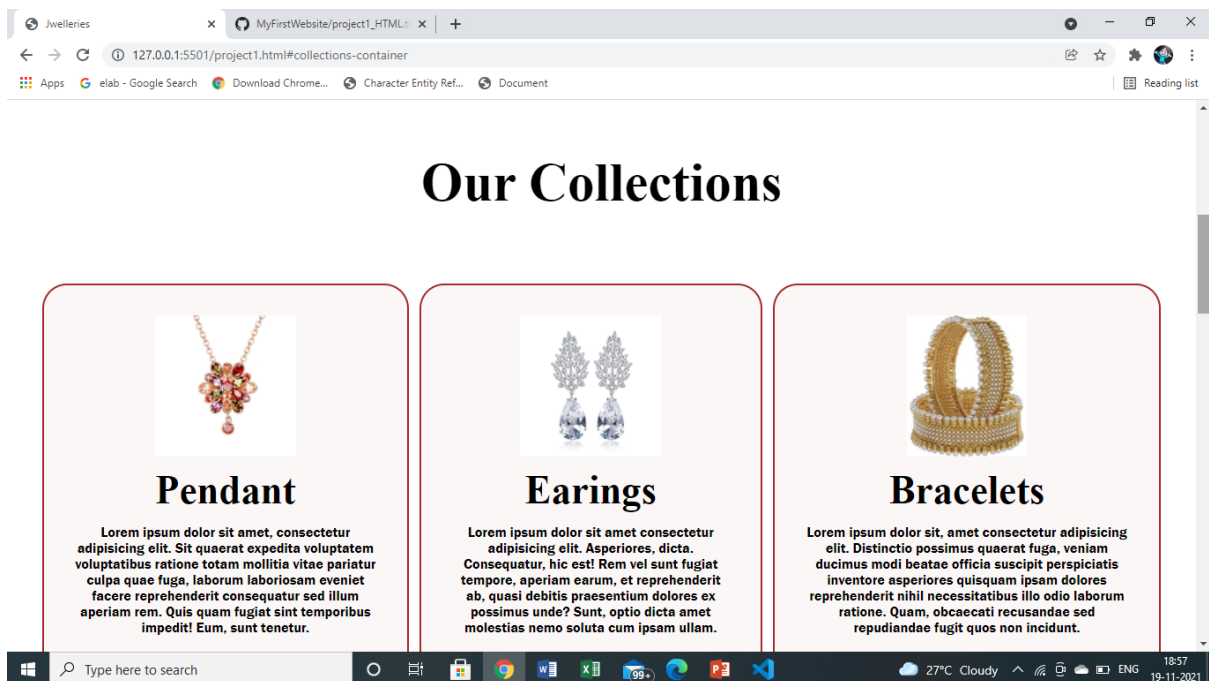 Jwelleries
MyFirstWebsite/project1_HTML.t
127.0.0.1:5501/project1.html#collections-container
Apps
elab - Google Search
Download Chrome...
Character Entity Ref...
Document
Reading list
Our Collections
Pendant
Lorem ipsum dolor sit amet, consectetur
adipisicing elit. Sit quaerat expedita voluptatem
voluptatibus ratione totam mollitia vitae pariatur
culpa quae fuga, laborum laboriosam eveniet
facere reprehenderit consequatur sed illum
aperiam rem. Quis quam fugiat sint temporibus
impedit! Eum, sunt tenetur.
Earings
Lorem ipsum dolor sit amet consectetur
adipisicing elit. Asperiores, dicta.
Consequatur, hic est! Rem vel sunt fugiat
tempore, aperiam earum, et reprehenderit
ab, quasi debitis praesentium dolores ex
possimus unde? Sunt, optio dicta amet
molestias nemo soluta cum ipsam ullam.
Bracelets
Lorem ipsum dolor sit, amet consectetur adipisicing
elit. Distinctio possimus quaerat fuga, veniam
ducimus modi beatae officia suscipit perspiciatis
inventore asperiores quisquam ipsam dolores
reprehenderit nihil necessitatibus illo odio laborum
ratione. Quam, obcaecati recusandae sed
repudiandae fugit quos non incidunt.
Type here to search
99+
27°C Cloudy
ENG
18:57
19-11-2021